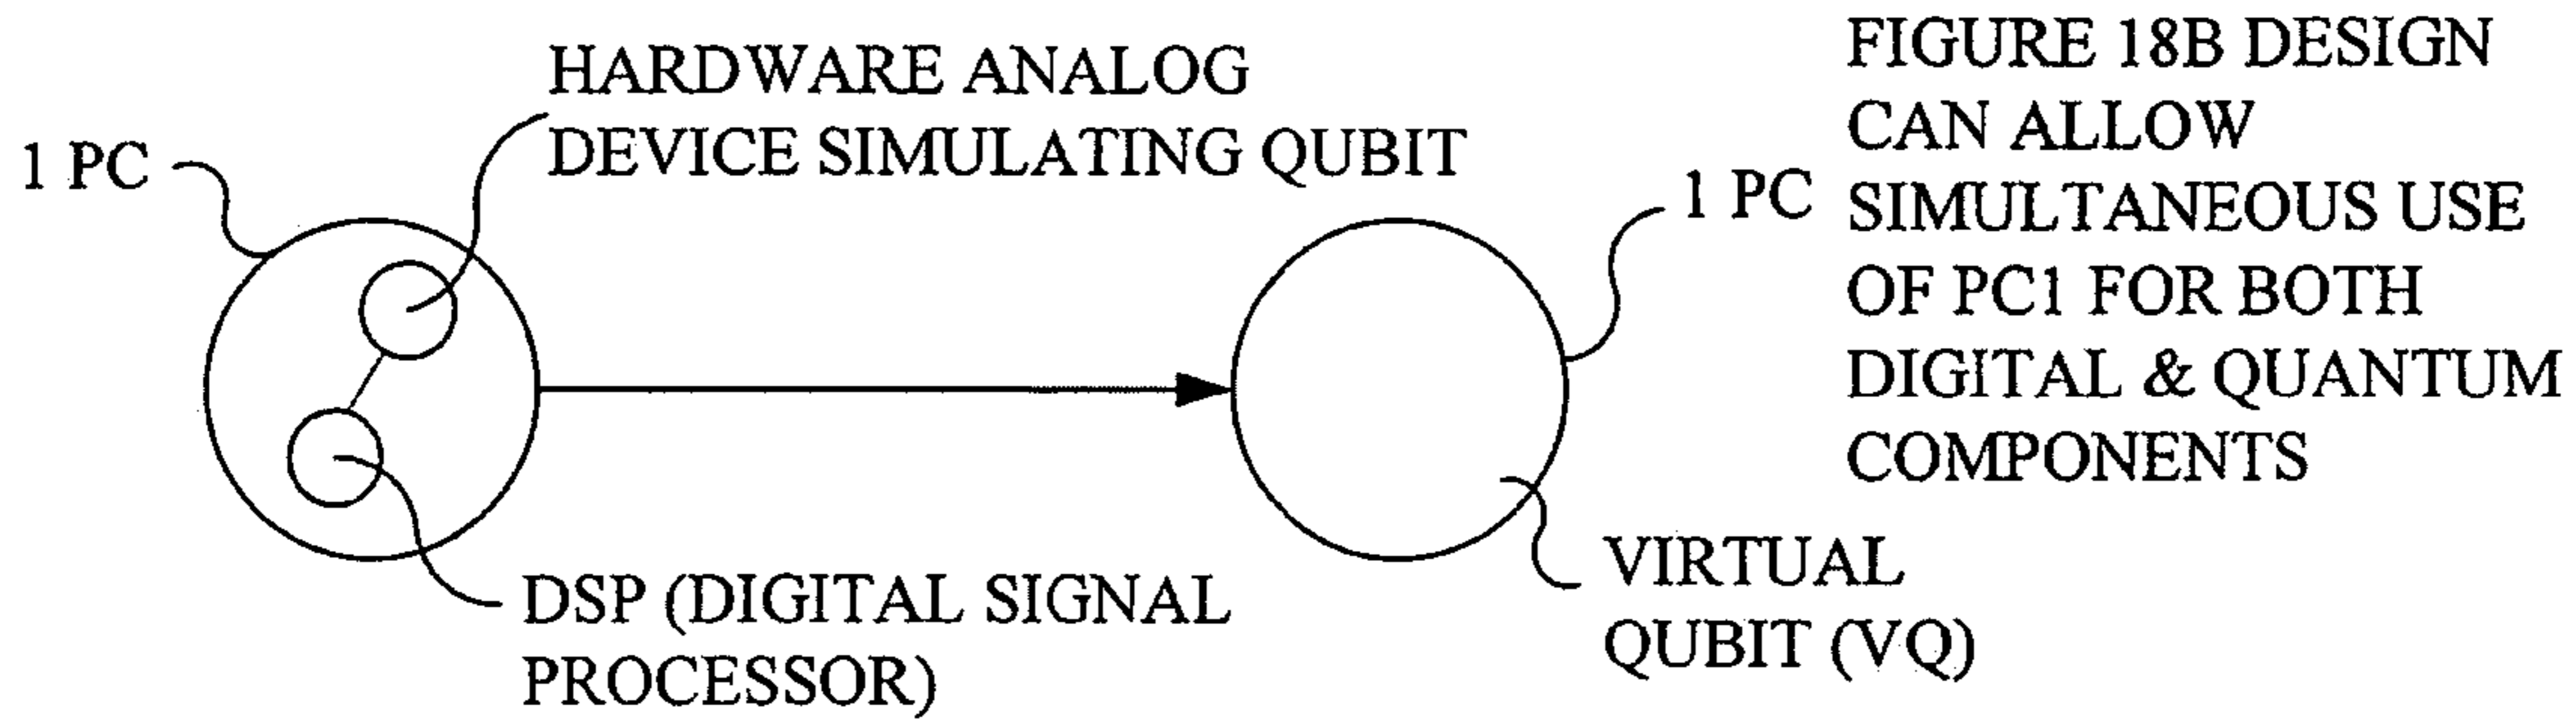 1 PC
HARDWARE ANALOG
DEVICE SIMULATING QUBIT
DSP (DIGITAL SIGNAL
PROCESSOR)
1 PC
VIRTUAL
QUBIT (VQ)
FIGURE 18B DESIGN
CAN ALLOW
SIMULTANEOUS USE
OF PC1 FOR BOTH
DIGITAL & QUANTUM
COMPONENTS